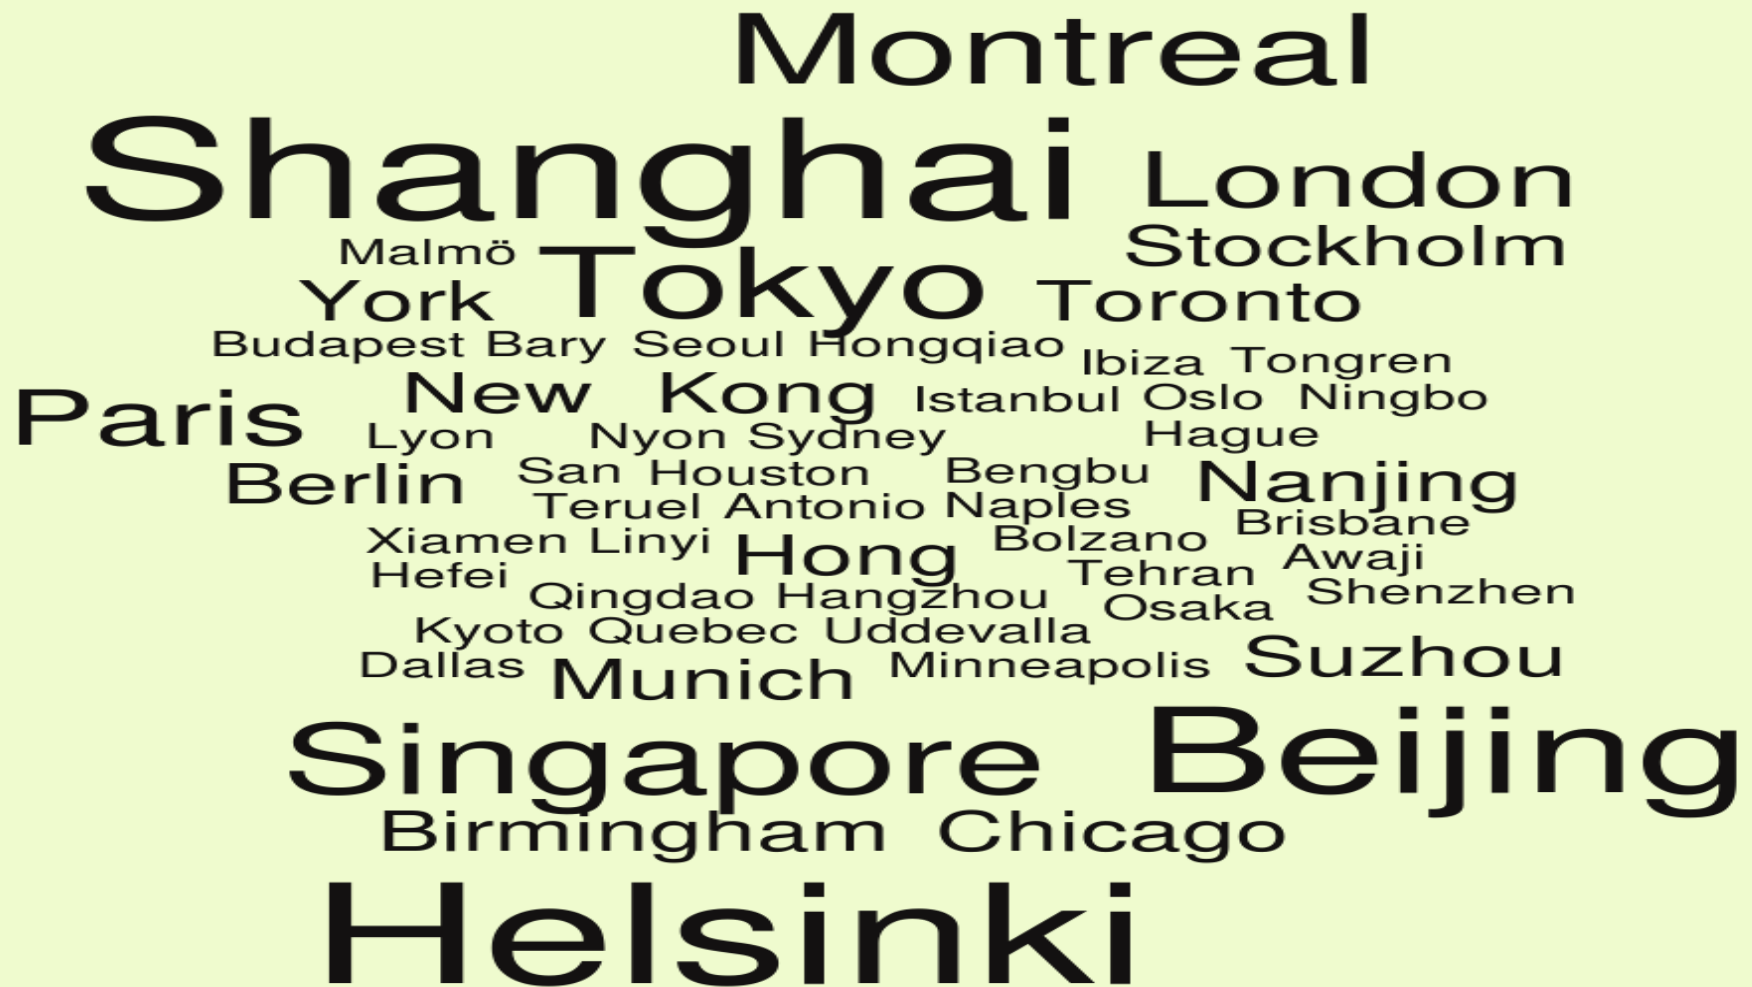 Montreal
Shanghai London
Malmö Tokyo Stockholm
York Toronto
Budapest Bary Seoul Hongqiao Ibiza Tongren
Paris New Kong Istanbul Oslo Ningbo
Lyon Nyon Sydney Hague
Berlin San Houston Bengbu Nanjing
Teruel Antonio Naples Brisbane
Xiamen Linyi Hong Bolzano Awaji
Hefei Tehran
Qingdao Hangzhou Osaka Shenzhen
Kyoto Quebec Uddevalla
Dallas Munich Minneapolis Suzhou
Singapore Beijing
Birmingham Chicago
Helsinki